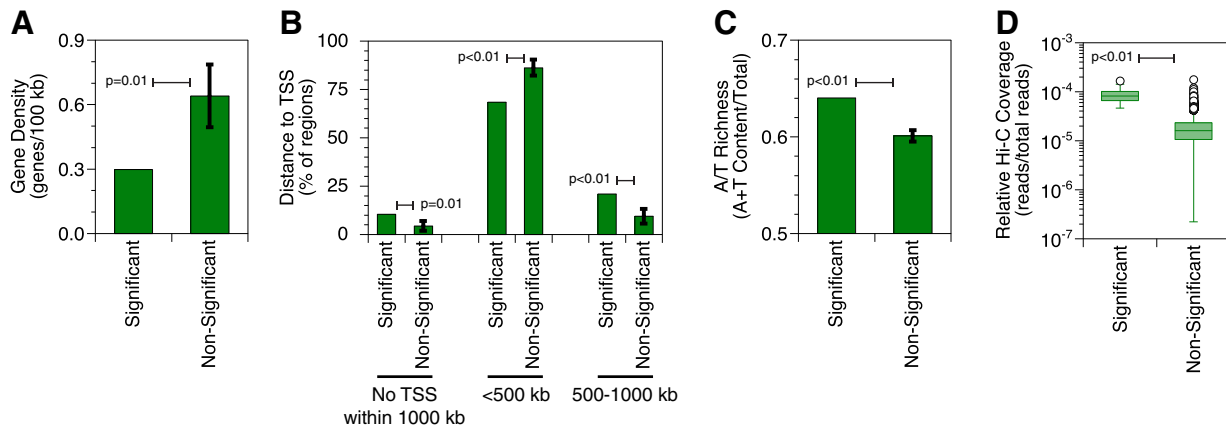 A
Gene Density
(genes/100 kb)
0.9
0.6
0.3
0.0
p=0.01
Significant
Non-Significant
B
Distance to TSS
(% of regions)
100
75
50
25
0
p=0.01
p<0.01
p<0.01
Significant
Non-Significant
Significant
Non-Significant
Significant
Non-Significant
No TSS
within 1000 kb
<500 kb
500-1000 kb
C
A/T Richness
(A+T Content/Total)
0.7
0.6
0.5
p<0.01
Significant
Non-Significant
D
Relative Hi-C Coverage
(reads/total reads)
10⁻³
10⁻⁴
10⁻⁵
10⁻⁶
10⁻⁷
p<0.01
Significant
Non-Significant